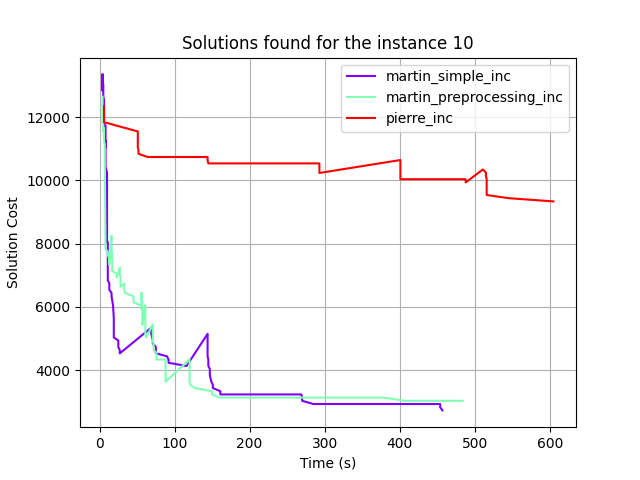 Solutions found for the instance 10
martin_simple_inc
martin_preprocessing_inc
pierre_inc
Solution Cost
12000
10000
8000
6000
4000
0 100 200 300 400 500 600
Time (s)